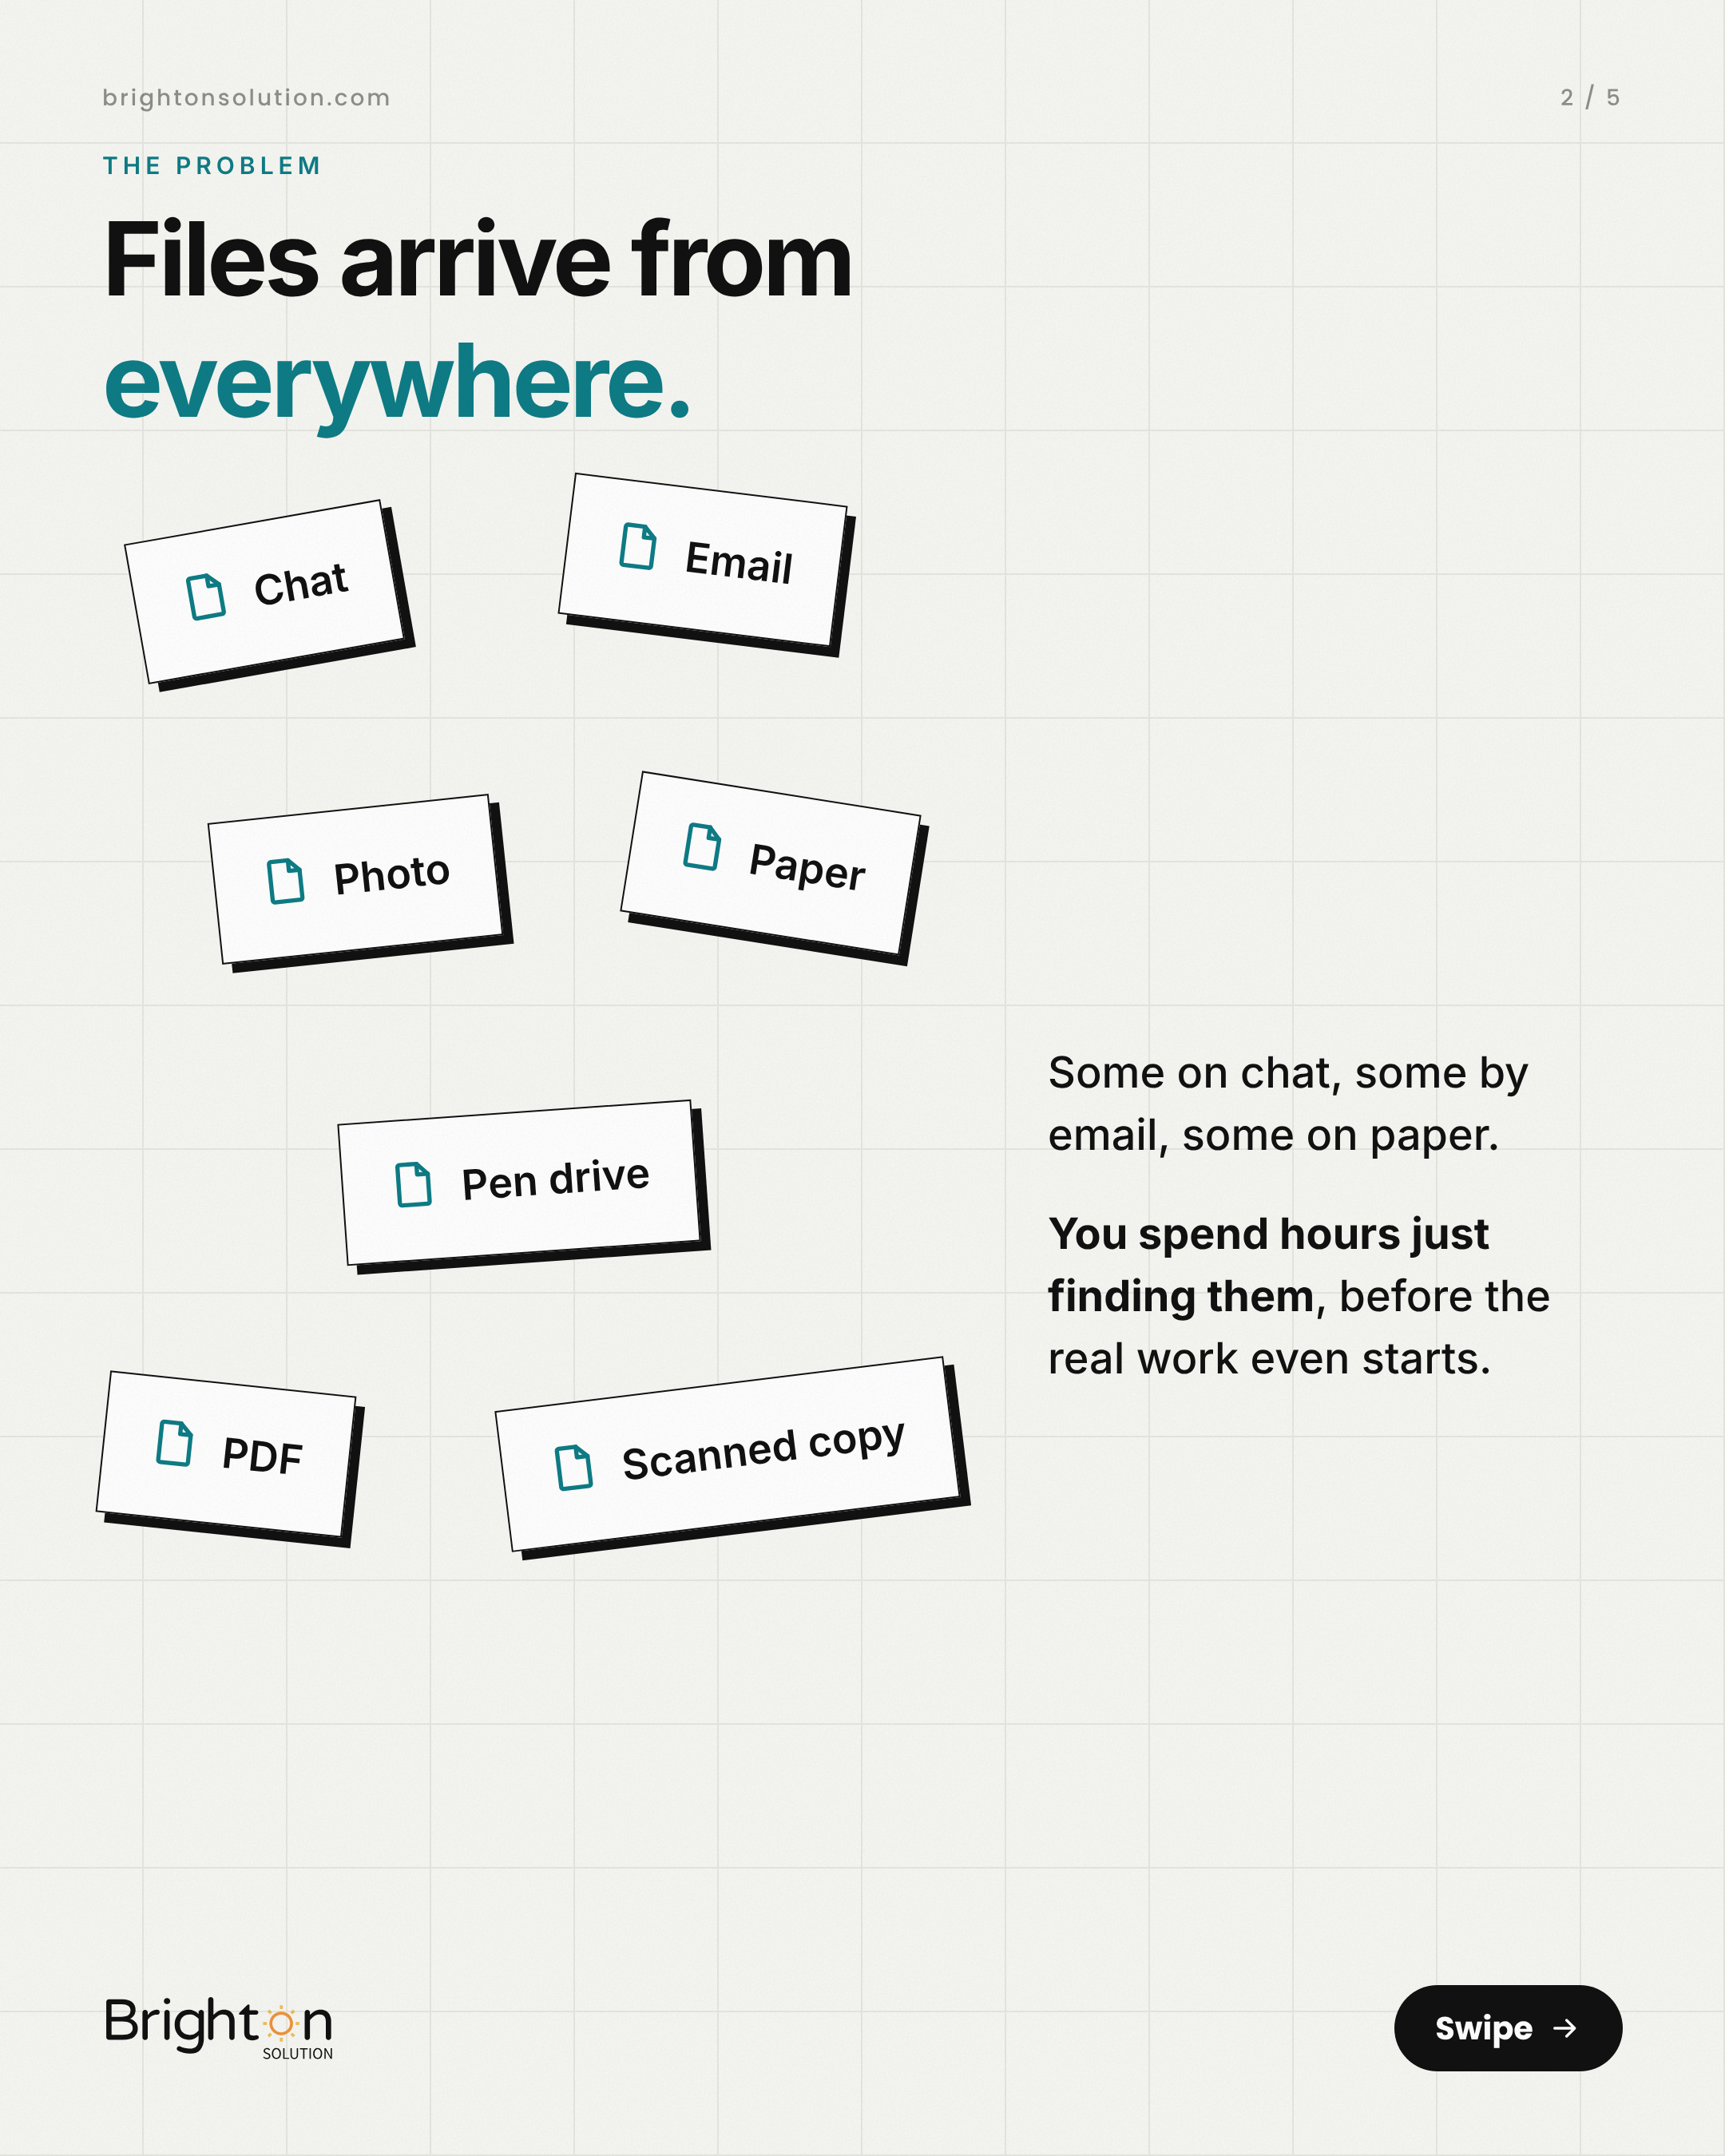 brightonsolution.com
2 / 5
THE PROBLEM
Files arrive from
everywhere.
Chat
Email
Photo
Paper
Pen drive
PDF
Scanned copy
Some on chat, some by
email, some on paper.
You spend hours just
finding them, before the
real work even starts.
Brighton
SOLUTION
Swipe →